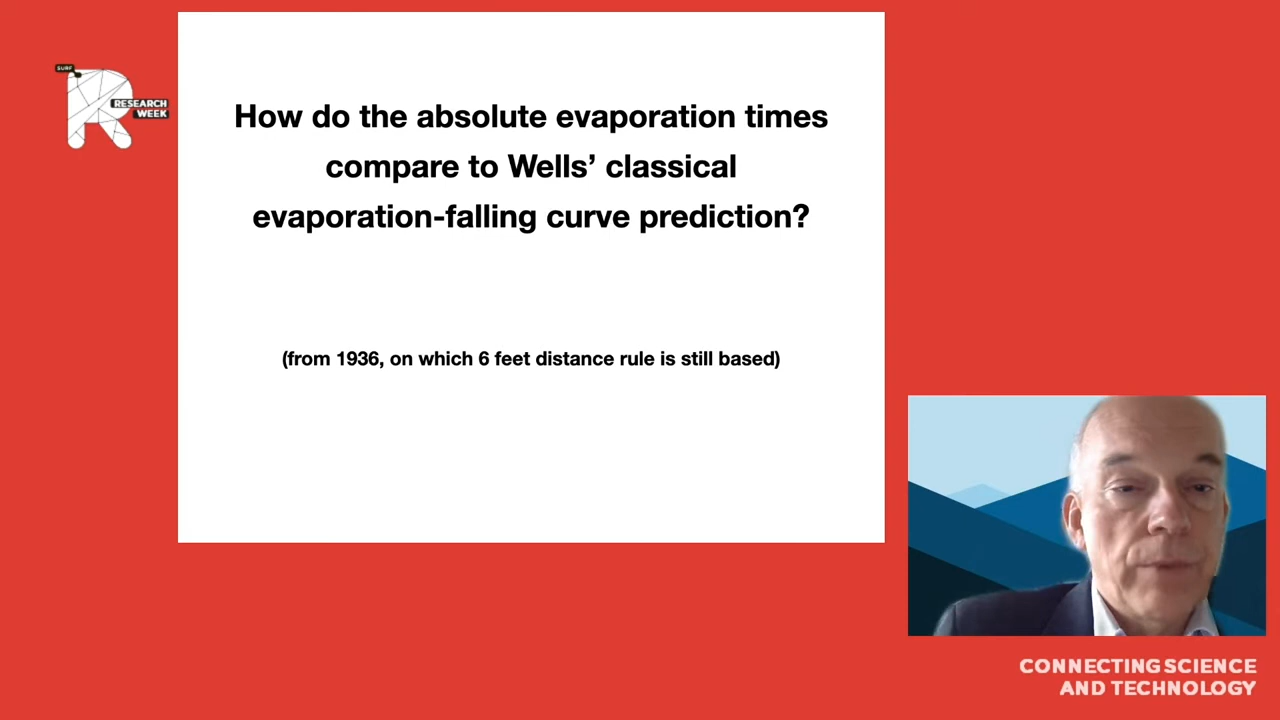 SURF
RESEARCH
WEEK
How do the absolute evaporation times
compare to Wells’ classical
evaporation-falling curve prediction?
(from 1936, on which 6 feet distance rule is still based)
CONNECTING SCIENCE
AND TECHNOLOGY